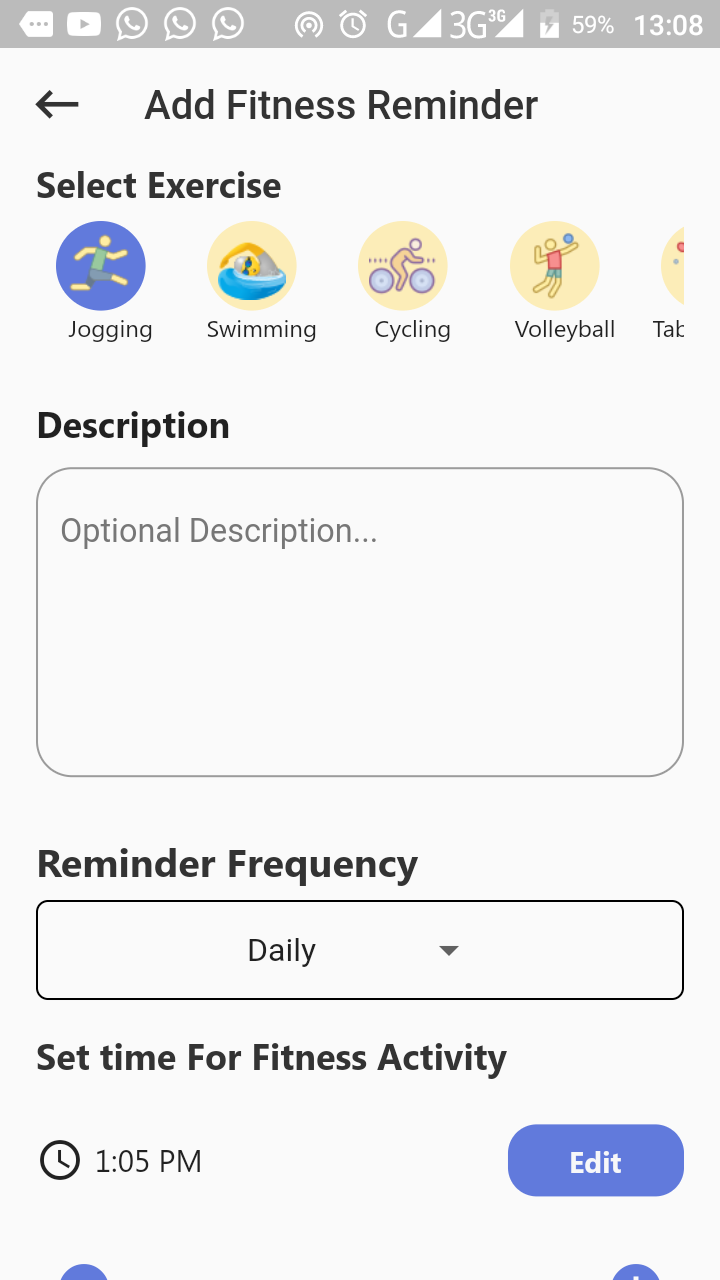 G 3G 3G 59% 13:08
Add Fitness Reminder
Select Exercise
Jogging Swimming Cycling Volleyball Tab
Description
Optional Description...
Reminder Frequency
Daily
Set time For Fitness Activity
1:05 PM Edit